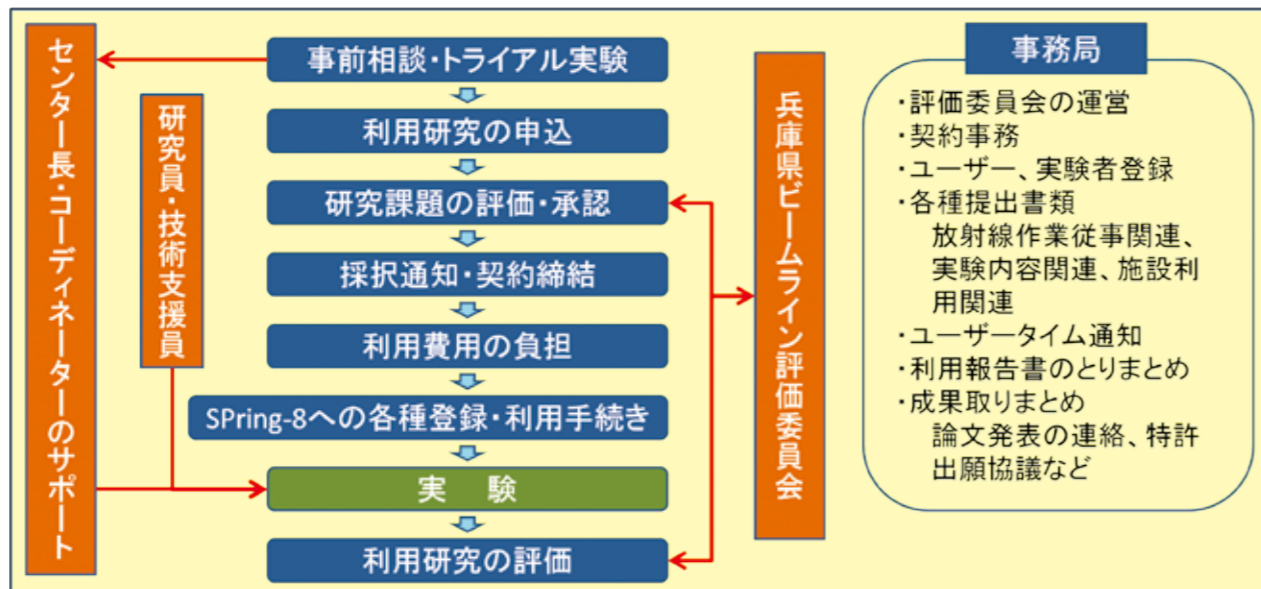 センター長・コーディネーターのサポート
研究員・技術支援員
事前相談・トライアル実験
利用研究の申込
研究課題の評価・承認
採択通知・契約締結
利用費用の負担
SPring-8への各種登録・利用手続き
実　験
利用研究の評価
兵庫県ビームライン評価委員会
事務局
・評価委員会の運営
・契約事務
・ユーザー、実験者登録
・各種提出書類
放射線作業従事関連、
実験内容関連、施設利
用関連
・ユーザータイム通知
・利用報告書のとりまとめ
・成果取りまとめ
論文発表の連絡、特許
出願協議など